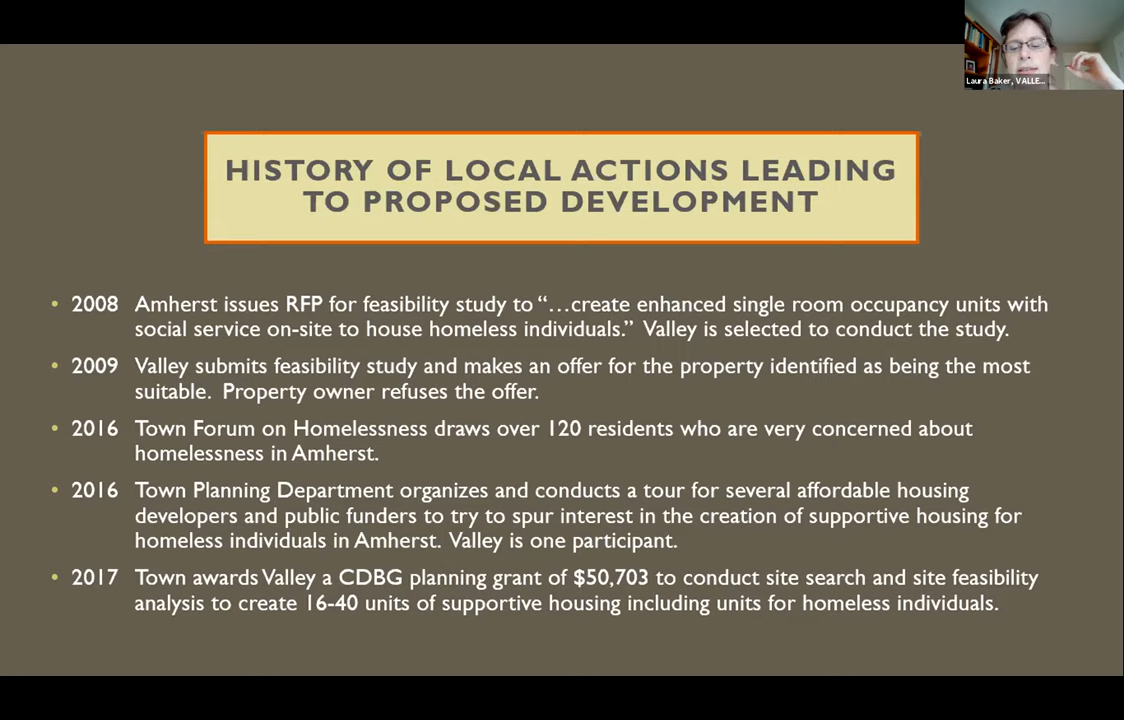 Laura Baker, VALLE...
HISTORY OF LOCAL ACTIONS LEADING
TO PROPOSED DEVELOPMENT
• 2008 Amherst issues RFP for feasibility study to “…create enhanced single room occupancy units with
social service on-site to house homeless individuals.” Valley is selected to conduct the study.
• 2009 Valley submits feasibility study and makes an offer for the property identified as being the most
suitable. Property owner refuses the offer.
• 2016 Town Forum on Homelessness draws over 120 residents who are very concerned about
homelessness in Amherst.
• 2016 Town Planning Department organizes and conducts a tour for several affordable housing
developers and public funders to try to spur interest in the creation of supportive housing for
homeless individuals in Amherst. Valley is one participant.
• 2017 Town awards Valley a CDBG planning grant of $50,703 to conduct site search and site feasibility
analysis to create 16-40 units of supportive housing including units for homeless individuals.